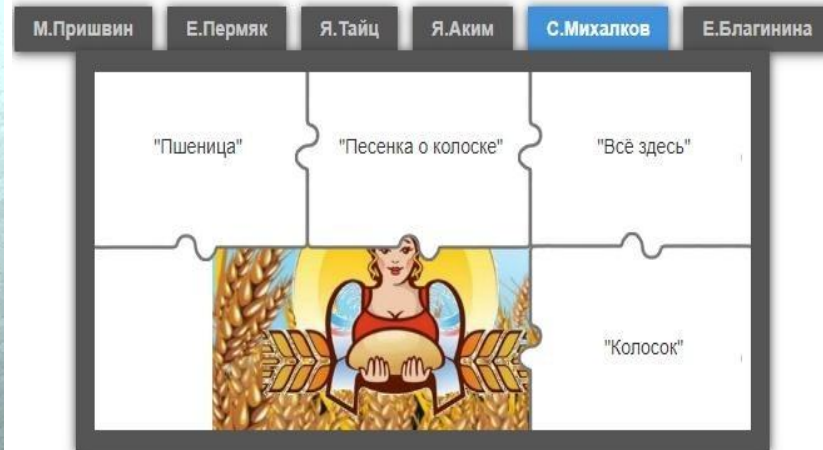 М.Пришвин Е.Пермяк Я.Тайц Я.Аким С.Михалков Е.Благинина
"Пшеница" "Песенка о колоске" "Всё здесь"
"Колосок"